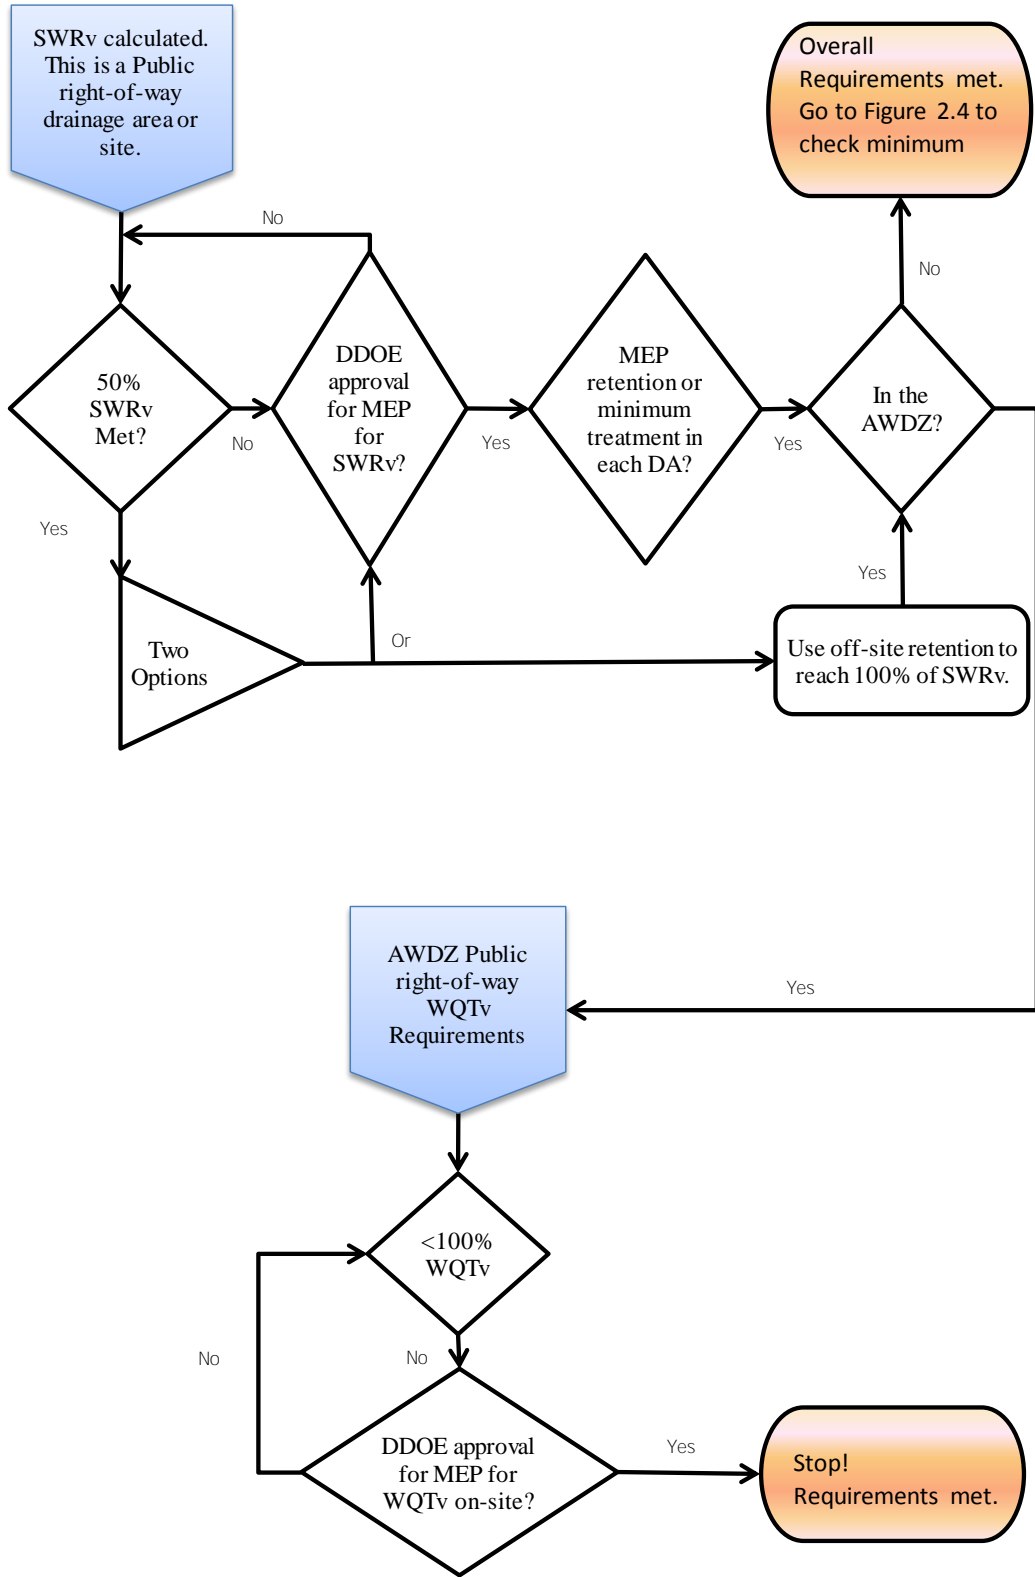 SWRv calculated.
This is a Public
right-of-way
drainage area or
site.
Overall
Requirements met.
Go to Figure 2.4 to
check minimum
No
No
50%
SWRv
Met?
No
DDOE
approval
for MEP
for
SWRv?
Yes
MEP
retention or
minimum
treatment in
each DA?
Yes
In the
AWDZ?
Yes
Yes
Two
Options
Or
Use off-site retention to
reach 100% of SWRv.
AWDZ Public
right-of-way
WQTv
Requirements
Yes
<100%
WQTv
No
No
DDOE approval
for MEP for
WQTv on-site?
Yes
Stop!
Requirements met.